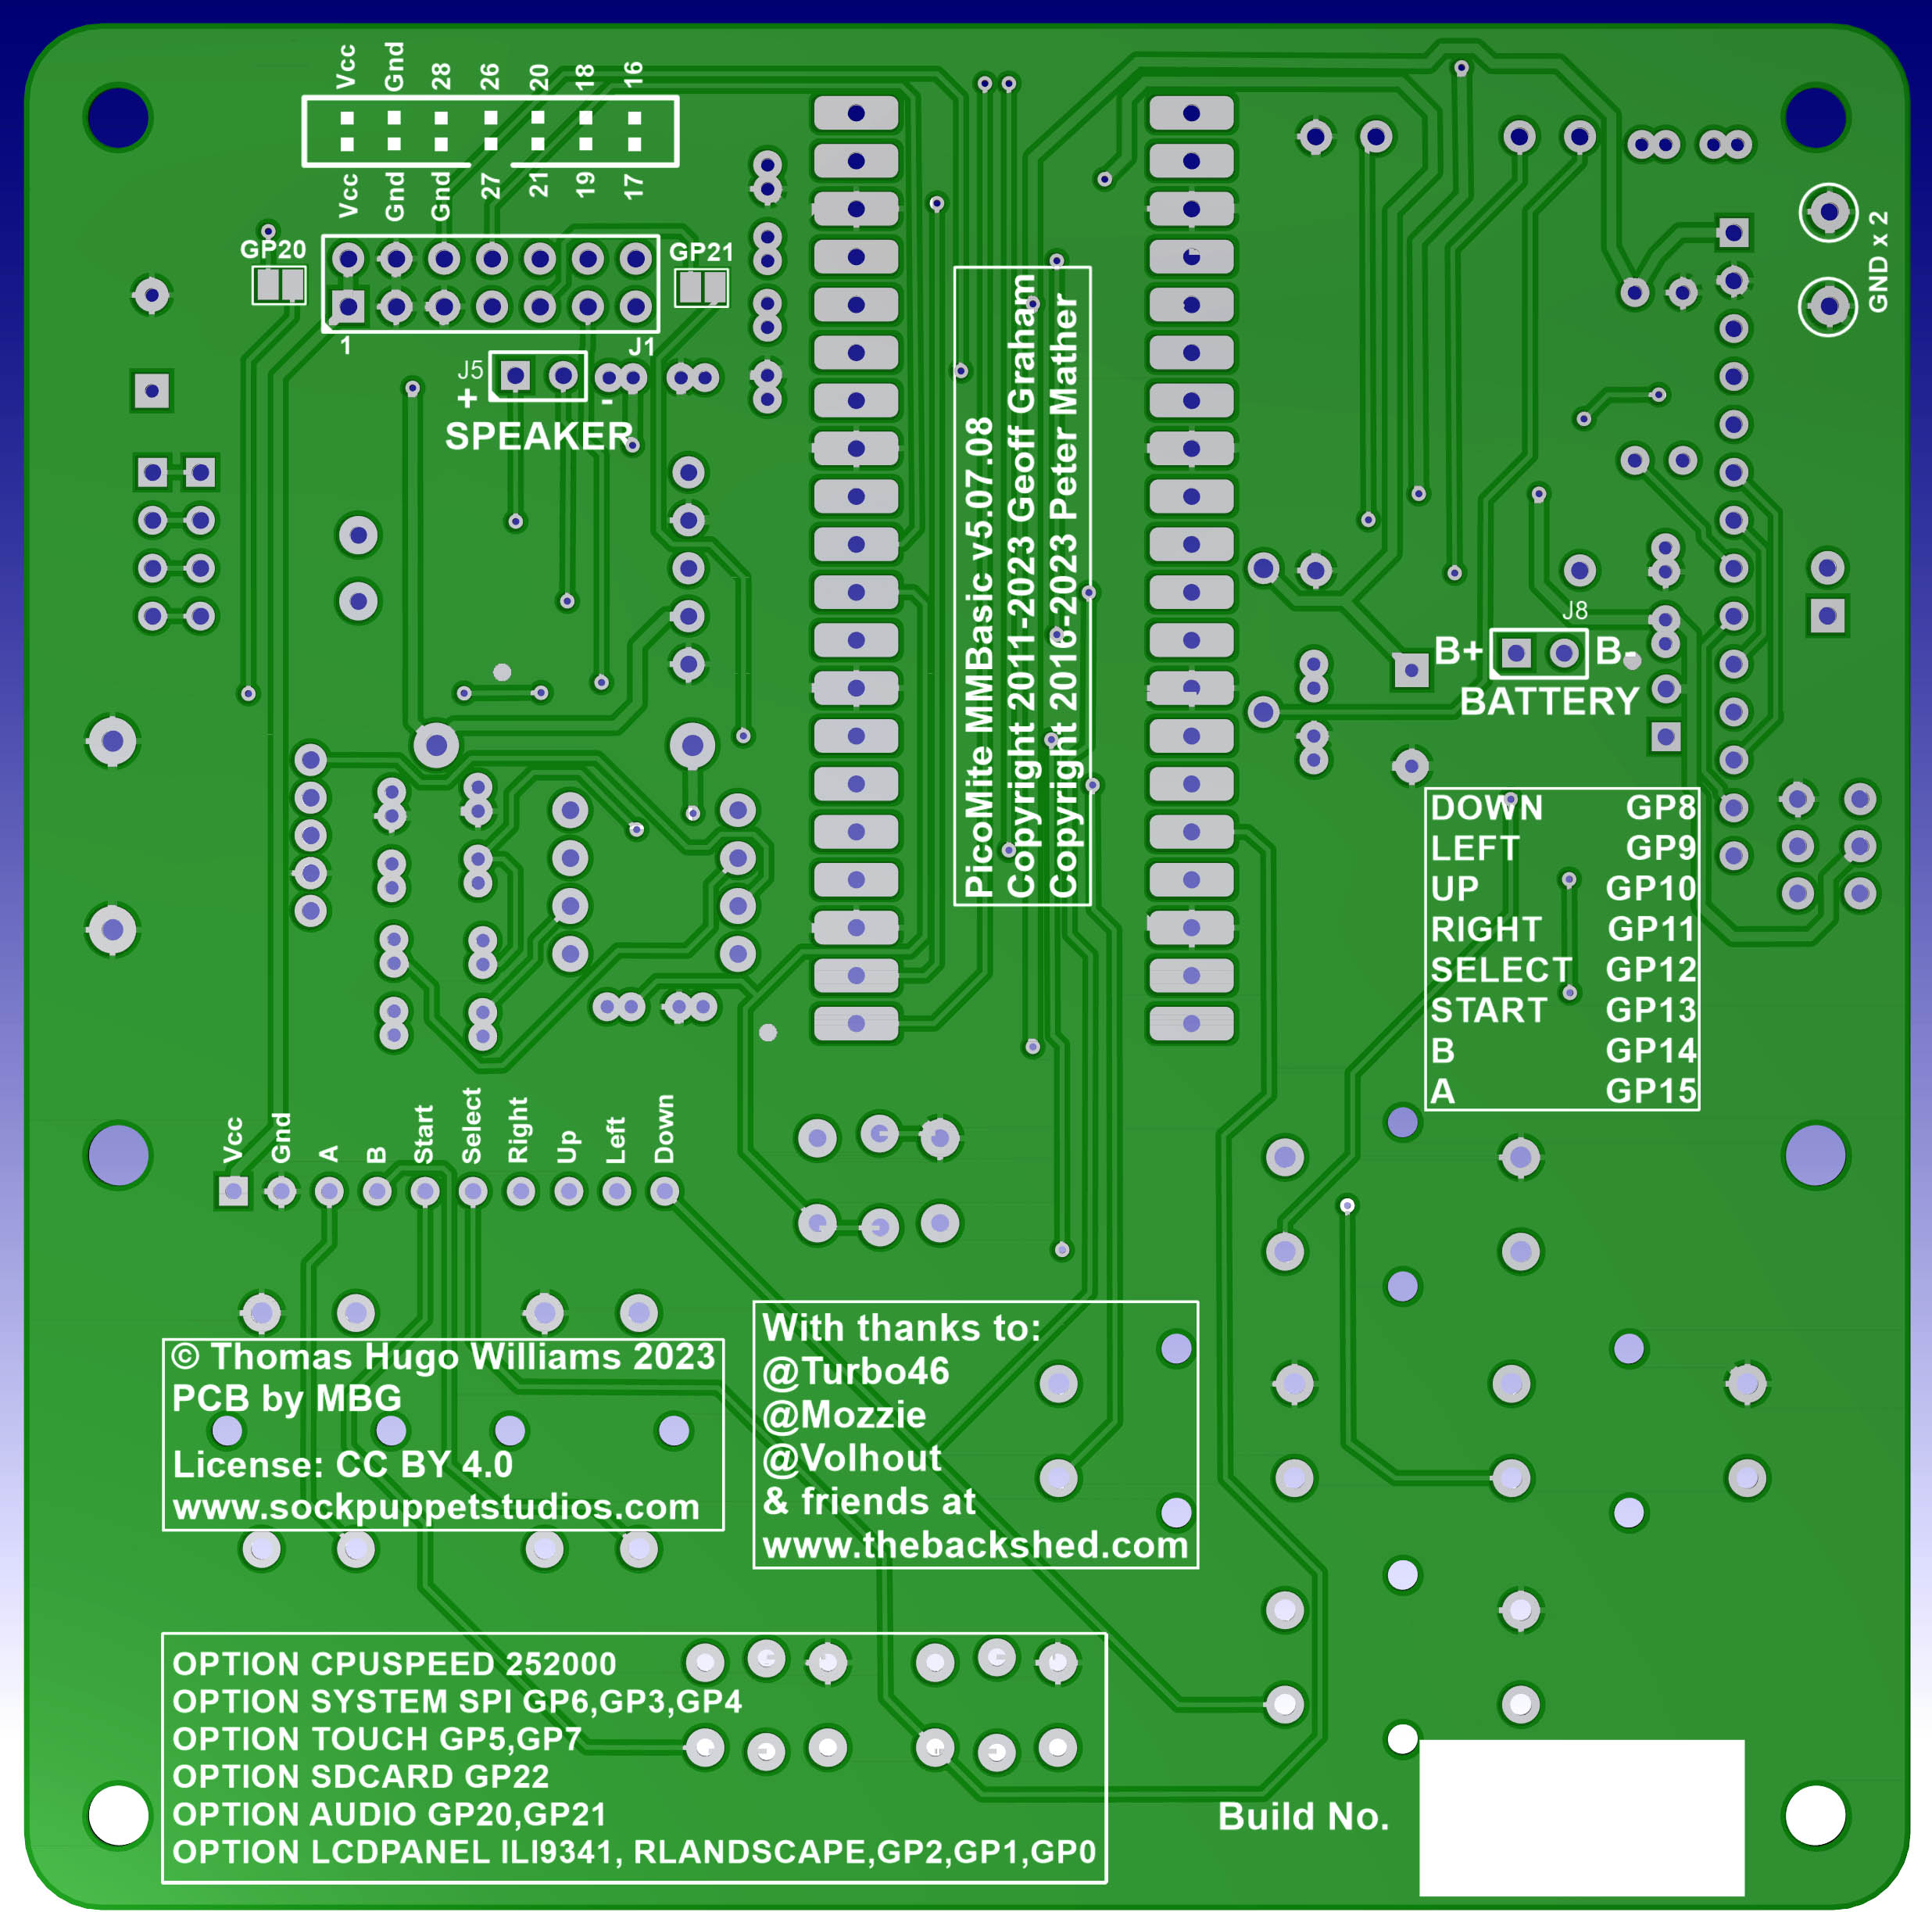 Vcc Gnd 28 26 20 18 16
Vcc Gnd Gnd 27 21 19 17
GP20
GP21
1
J1
J5
+ -
SPEAKER
GND x 2
PicoMite MMBasic v5.07.08
Copyright 2011-2023 Geoff Graham
Copyright 2016-2023 Peter Mather
J8
B+ B-
BATTERY
DOWN GP8
LEFT GP9
UP GP10
RIGHT GP11
SELECT GP12
START GP13
B GP14
A GP15
Vcc Gnd A B Start Select Right Up Left Down
© Thomas Hugo Williams 2023
PCB by MBG
License: CC BY 4.0
www.sockpuppetstudios.com
With thanks to:
@Turbo46
@Mozzie
@Volhout
& friends at
www.thebackshed.com
OPTION CPUSPEED 252000
OPTION SYSTEM SPI GP6,GP3,GP4
OPTION TOUCH GP5,GP7
OPTION SDCARD GP22
OPTION AUDIO GP20,GP21
OPTION LCDPANEL ILI9341, RLANDSCAPE,GP2,GP1,GP0
Build No.